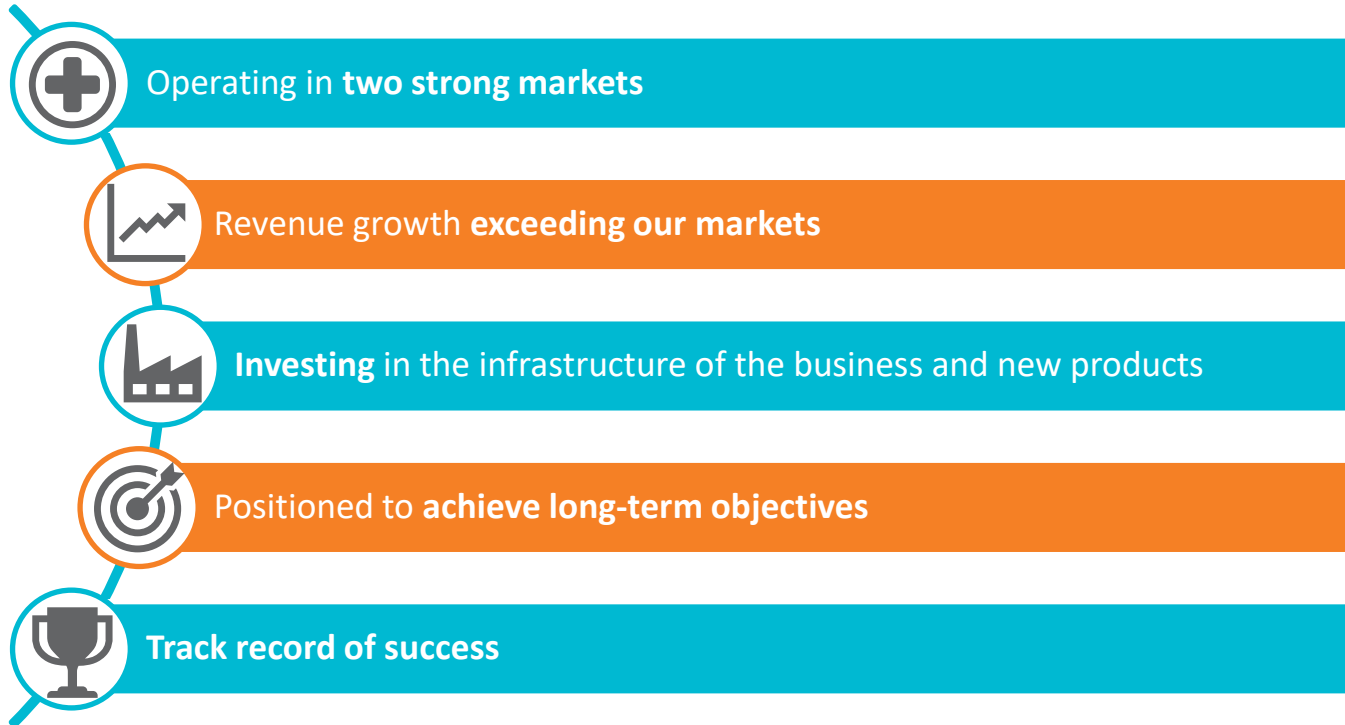 Operating in two strong markets
Revenue growth exceeding our markets
Investing in the infrastructure of the business and new products
Positioned to achieve long-term objectives
Track record of success